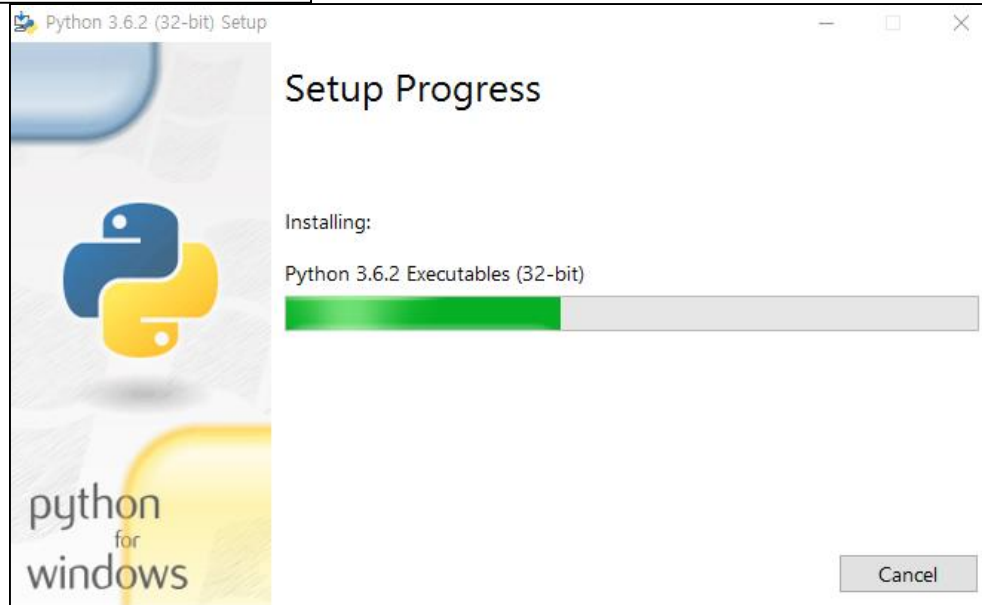 Python 3.6.2 (32-bit) Setup
Setup Progress
Installing:
Python 3.6.2 Executables (32-bit)
python
for
windows
Cancel